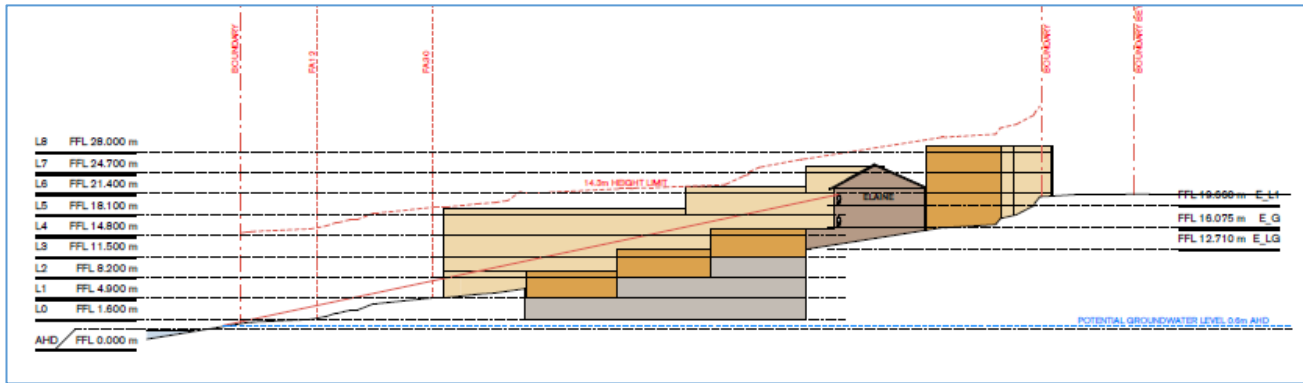 BOUNDARY
FA12
FA30
BOUNDARY
BOUNDARY
L8 FFL 28.000 m
L7 FFL 24.700 m
L6 FFL 21.400 m
L5 FFL 18.100 m
L4 FFL 14.800 m
L3 FFL 11.500 m
L2 FFL 8.200 m
L1 FFL 4.900 m
L0 FFL 1.600 m
AHD FFL 0.000 m
HEIGHT LIMIT
ELAINE
E_L1
FFL 16.075 m E_G
FFL 12.710 m E_LG
POTENTIAL GROUNDWATER LEVEL 0.6m AHD